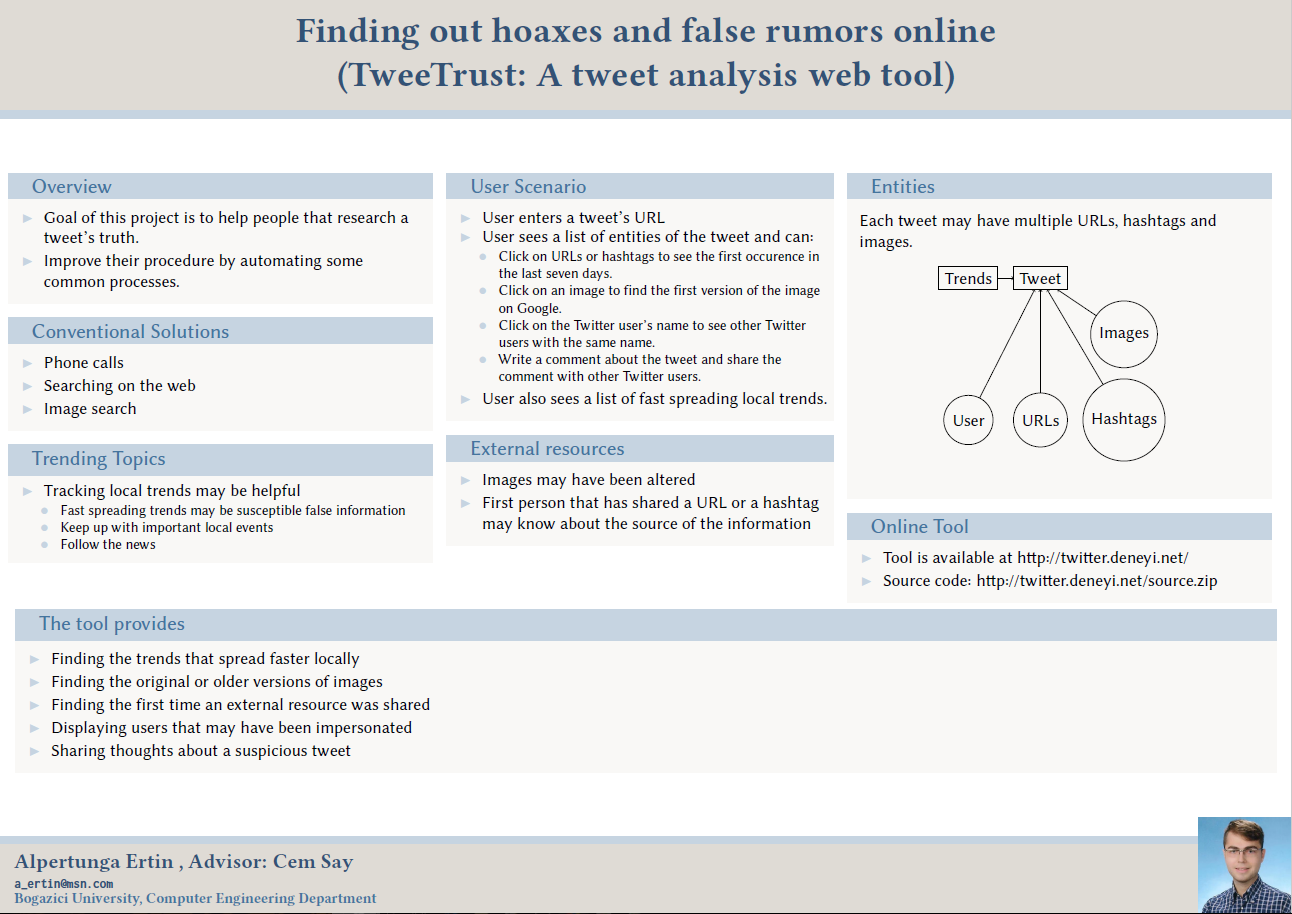 Finding out hoaxes and false rumors online
(TweeTrust: A tweet analysis web tool)
Overview
Goal of this project is to help people that research a
tweet's truth.
Improve their procedure by automating some
common processes.
Conventional Solutions
Phone calls
Searching on the web
Image search
Trending Topics
Tracking local trends may be helpful
Fast spreading trends may be susceptible false information
Keep up with important local events
Follow the news
User Scenario
User enters a tweet's URL
User sees a list of entities of the tweet and can:
Click on URLs or hashtags to see the first occurence in
the last seven days.
Click on an image to find the first version of the image
on Google.
Click on the Twitter user's name to see other Twitter
users with the same name.
Write a comment about the tweet and share the
comment with other Twitter users.
User also sees a list of fast spreading local trends.
External resources
Images may have been altered
First person that has shared a URL or a hashtag
may know about the source of the information
Entities
Each tweet may have multiple URLs, hashtags and
images.
Trends Tweet
Images
User URLs Hashtags
Online Tool
Tool is available at http://twitter.deneyi.net/
Source code: http://twitter.deneyi.net/source.zip
The tool provides
Finding the trends that spread faster locally
Finding the original or older versions of images
Finding the first time an external resource was shared
Displaying users that may have been impersonated
Sharing thoughts about a suspicious tweet
Alpertunga Ertin , Advisor: Cem Say
a_ertin@msn.com
Bogazici University, Computer Engineering Department